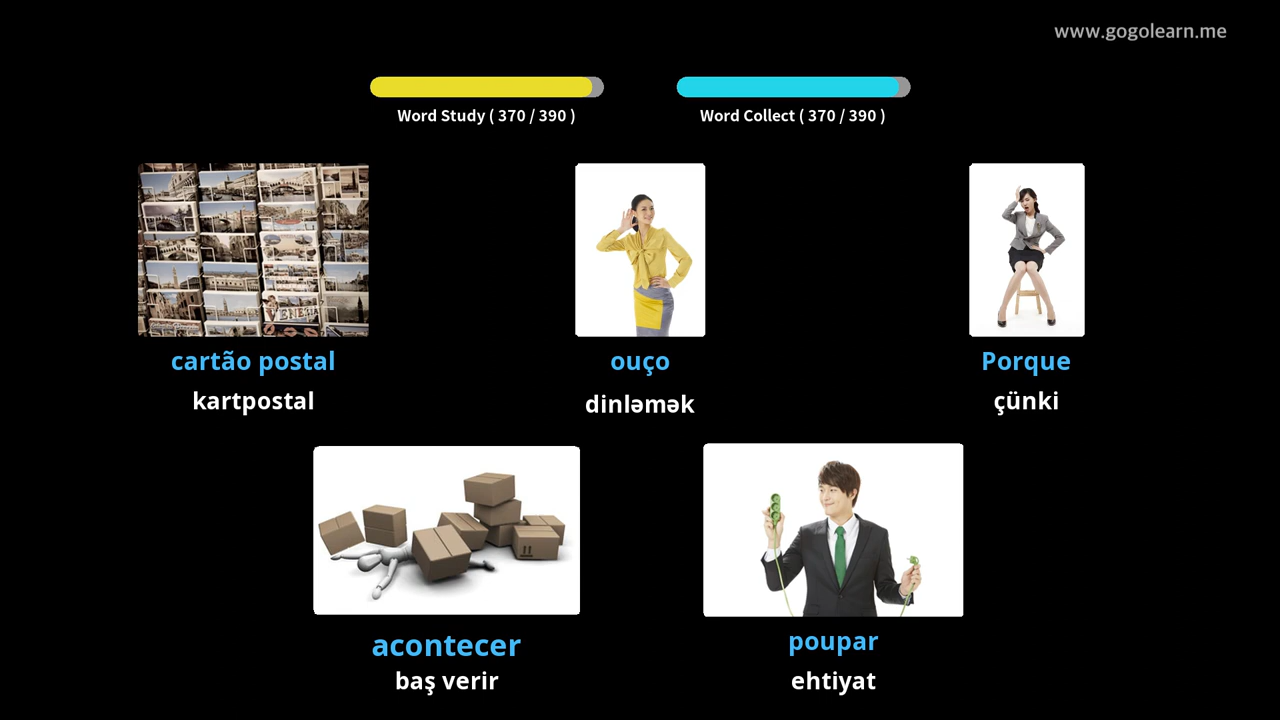 www.gogolearn.me
Word Study ( 370 / 390 )
Word Collect ( 370 / 390 )
cartão postal
ouço
Porque
kartpostal
dinləmək
çünki
acontecer
poupar
baş verir
ehtiyat